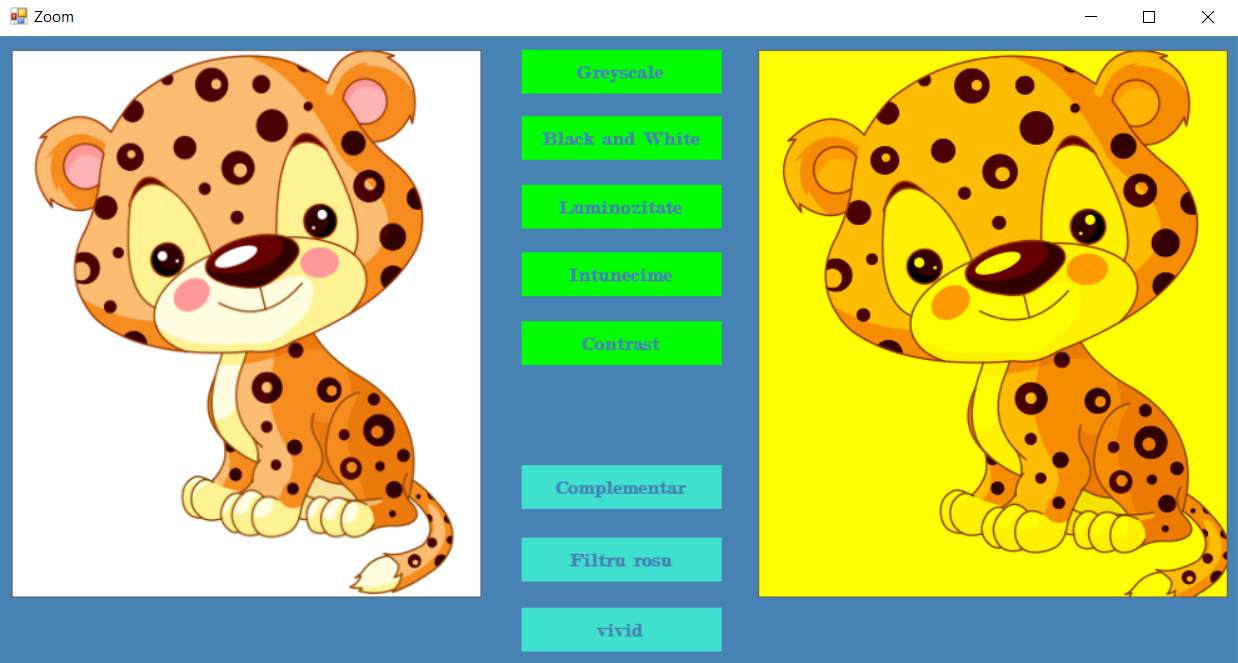 Zoom
Greyscale
Black and White
Luminozitate
Intunecime
Contrast
Complementar
Filtru rosu
vivid